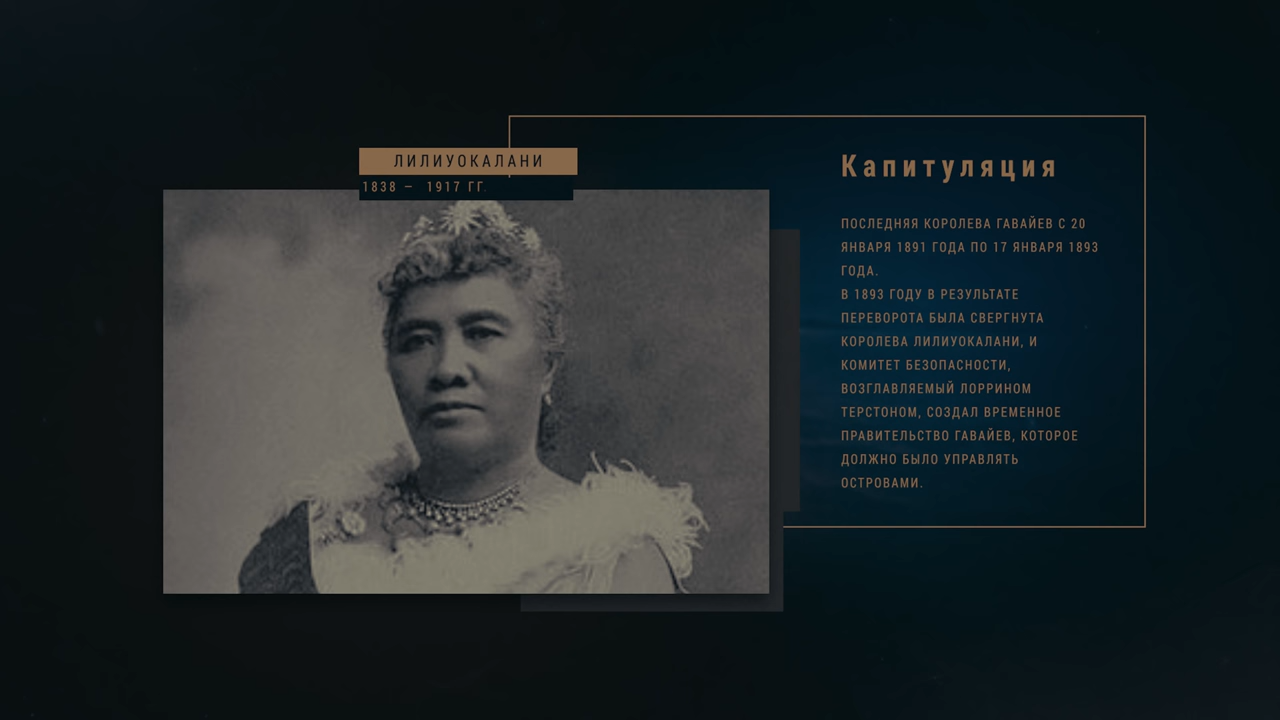 ЛИЛИУОКАЛАНИ
1838 – 1917 ГГ.
Капитуляция
ПОСЛЕДНЯЯ КОРОЛЕВА ГАВАЙЕВ С 20
ЯНВАРЯ 1891 ГОДА ПО 17 ЯНВАРЯ 1893
ГОДА.
В 1893 ГОДУ В РЕЗУЛЬТАТЕ
ПЕРЕВОРОТА БЫЛА СВЕРГНУТА
КОРОЛЕВА ЛИЛИУОКАЛАНИ, И
КОМИТЕТ БЕЗОПАСНОСТИ,
ВОЗГЛАВЛЯЕМЫЙ ЛОРРИНОМ
ТЕРСТОНОМ, СОЗДАЛ ВРЕМЕННОЕ
ПРАВИТЕЛЬСТВО ГАВАЙЕВ, КОТОРОЕ
ДОЛЖНО БЫЛО УПРАВЛЯТЬ
ОСТРОВАМИ.